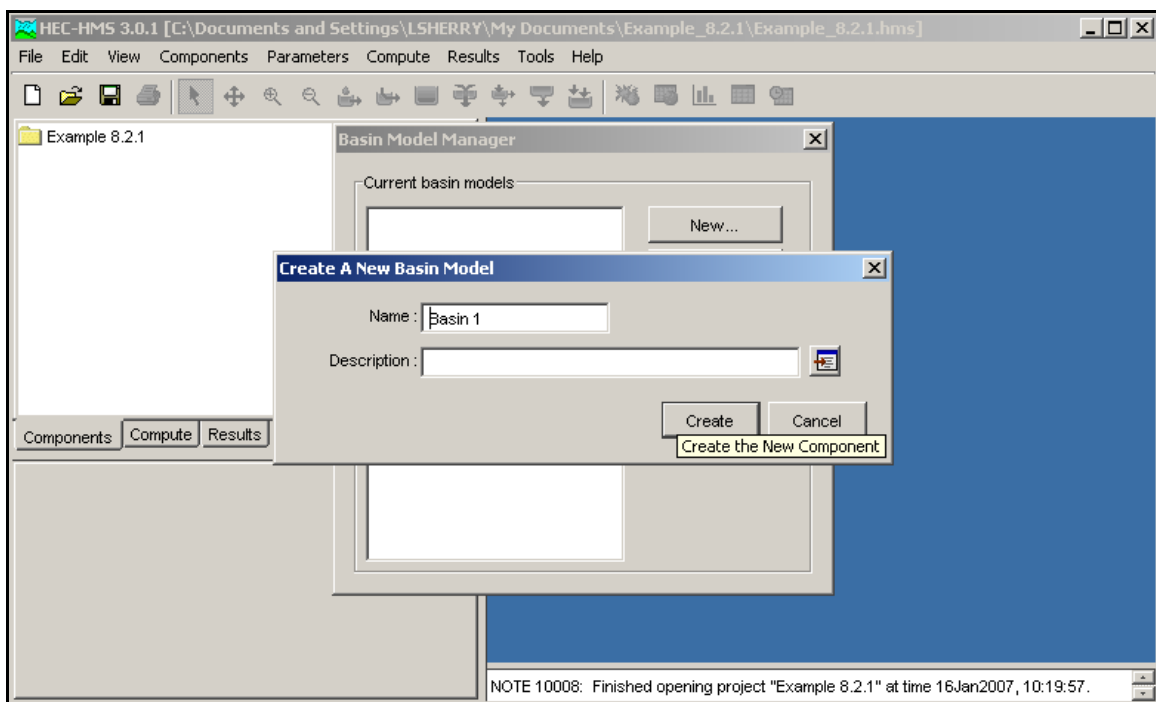 HEC-HMS 3.0.1 [C:\Documents and Settings\LSHERRY\My Documents\Example_8.2.1\Example_8.2.1.hms]
File Edit View Components Parameters Compute Results Tools Help
Example 8.2.1
Basin Model Manager
Current basin models
New...
Create A New Basin Model
Name : Basin 1
Description :
Create Cancel
Create the New Component
Components Compute Results
NOTE 10008: Finished opening project "Example 8.2.1" at time 16Jan2007, 10:19:57.